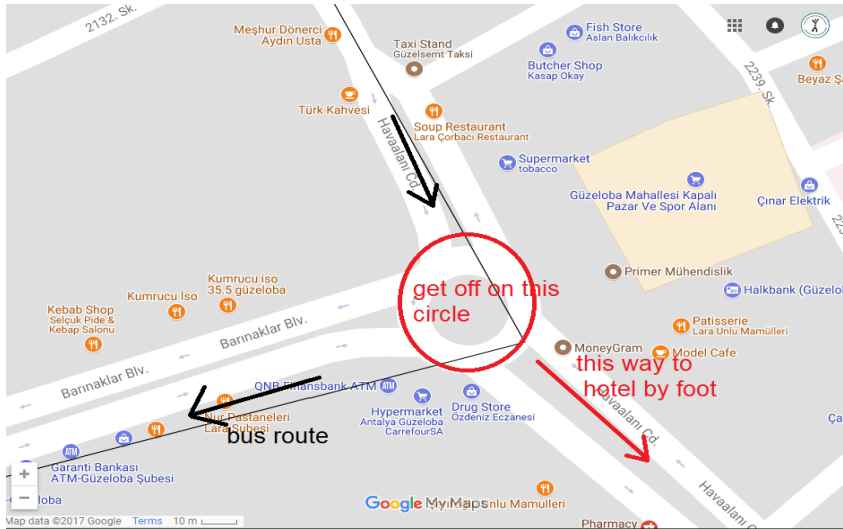 2132. Sk.
Meşhur Dönerci
Aydın Usta
Taxi Stand
Güzelsemt Taksi
Fish Store
Aslan Balıkçılık
Butcher Shop
Kasap Okay
2239. Sk.
Beyaz
Türk Kahvesi
Havaalanı Cd.
Soup Restaurant
Lara Çorbacı Restaurant
Supermarket
tobacco
Güzeloba Mahallesi Kapalı
Pazar Ve Spor Alanı
Çınar Elektrik
get off on this
circle
Primer Mühendislik
Halkbank (Güzelo
Kumrucu İso
Kumrucu iso
35.5 güzeloba
Kebab Shop
Selçuk Pide &
Kebap Salonu
Barınaklar Blv.
Barınaklar Blv.
Patisserie
Lara Unlu Mamülleri
MoneyGram
Model Cafe
this way to
hotel by foot
QNB Finansbank ATM
ATM
Hypermarket
Antalya Güzeloba
CarrefourSA
Drug Store
Özdeniz Eczanesi
Havaalanı Cd.
Nur Pastaneleri
Lara Şubesi
bus route
ATM
Garanti Bankası
ATM-Güzeloba Şubesi
Havaalanı Cd.
Google My Maps
Unlu Mamulleri
Pharmacy
+
−
Map data ©2017 Google Terms 10 m